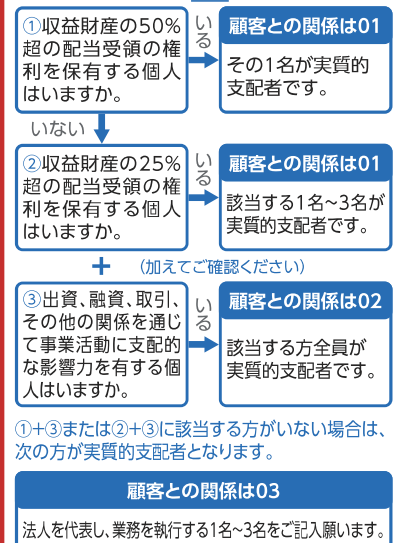 ①収益財産の50%
超の配当受領の権
利を保有する個人
はいますか。
いる
顧客との関係は01
その1名が実質的
支配者です。
いない
②収益財産の25%
超の配当受領の権
利を保有する個人
はいますか。
いる
顧客との関係は01
該当する1名~3名が
実質的支配者です。
+
(加えてご確認ください)
③出資、融資、取引、
その他の関係を通じ
て事業活動に支配的
な影響力を有する個
人はいますか。
いる
顧客との関係は02
該当する方全員が
実質的支配者です。
①+③または②+③に該当する方がいない場合は、
次の方が実質的支配者となります。
顧客との関係は03
法人を代表し、業務を執行する1名~3名をご記入願います。